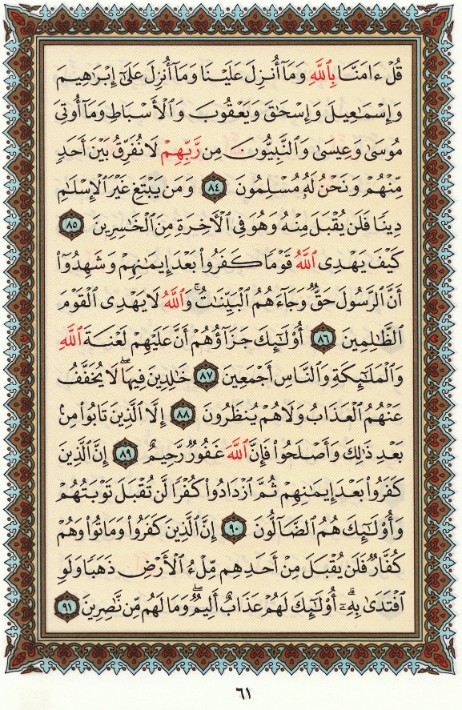 قُلْ ءَامَنَّا بِٱللَّهِ وَمَآ أُنزِلَ عَلَيْنَا وَمَآ أُنزِلَ عَلَىٰٓ إِبْرَٰهِيمَ
وَإِسْمَٰعِيلَ وَإِسْحَٰقَ وَيَعْقُوبَ وَٱلْأَسْبَاطِ وَمَآ أُوتِىَ
مُوسَىٰ وَعِيسَىٰ وَٱلنَّبِيُّونَ مِن رَّبِّهِمْ لَا نُفَرِّقُ بَيْنَ أَحَدٍ
مِّنْهُمْ وَنَحْنُ لَهُۥ مُسْلِمُونَ ٨٤ وَمَن يَبْتَغِ غَيْرَ ٱلْإِسْلَٰمِ
دِينًا فَلَن يُقْبَلَ مِنْهُ وَهُوَ فِى ٱلْءَاخِرَةِ مِنَ ٱلْخَٰسِرِينَ ٨٥
كَيْفَ يَهْدِى ٱللَّهُ قَوْمًا كَفَرُوا۟ بَعْدَ إِيمَٰنِهِمْ وَشَهِدُوٓا۟
أَنَّ ٱلرَّسُولَ حَقٌّ وَجَآءَهُمُ ٱلْبَيِّنَٰتُ ۚ وَٱللَّهُ لَا يَهْدِى ٱلْقَوْمَ
ٱلظَّٰلِمِينَ ٨٦ أُو۟لَٰٓئِكَ جَزَآؤُهُمْ أَنَّ عَلَيْهِمْ لَعْنَةَ ٱللَّهِ
وَٱلْمَلَٰٓئِكَةِ وَٱلنَّاسِ أَجْمَعِينَ ٨٧ خَٰلِدِينَ فِيهَا ۖ لَا يُخَفَّفُ
عَنْهُمُ ٱلْعَذَابُ وَلَا هُمْ يُنظَرُونَ ٨٨ إِلَّا ٱلَّذِينَ تَابُوا۟ مِنۢ
بَعْدِ ذَٰلِكَ وَأَصْلَحُوا۟ فَإِنَّ ٱللَّهَ غَفُورٌ رَّحِيمٌ ٨٩ إِنَّ ٱلَّذِينَ
كَفَرُوا۟ بَعْدَ إِيمَٰنِهِمْ ثُمَّ ٱزْدَادُوا۟ كُفْرًا لَّن تُقْبَلَ تَوْبَتُهُمْ
وَأُو۟لَٰٓئِكَ هُمُ ٱلضَّآلُّونَ ٩٠ إِنَّ ٱلَّذِينَ كَفَرُوا۟ وَمَاتُوا۟ وَهُمْ
كُفَّارٌ فَلَن يُقْبَلَ مِنْ أَحَدِهِم مِّلْءُ ٱلْأَرْضِ ذَهَبًا وَلَوِ
ٱفْتَدَىٰ بِهِۦٓ ۗ أُو۟لَٰٓئِكَ لَهُمْ عَذَابٌ أَلِيمٌ ۖ وَمَا لَهُم مِّن نَّٰصِرِينَ ٩١
٦١